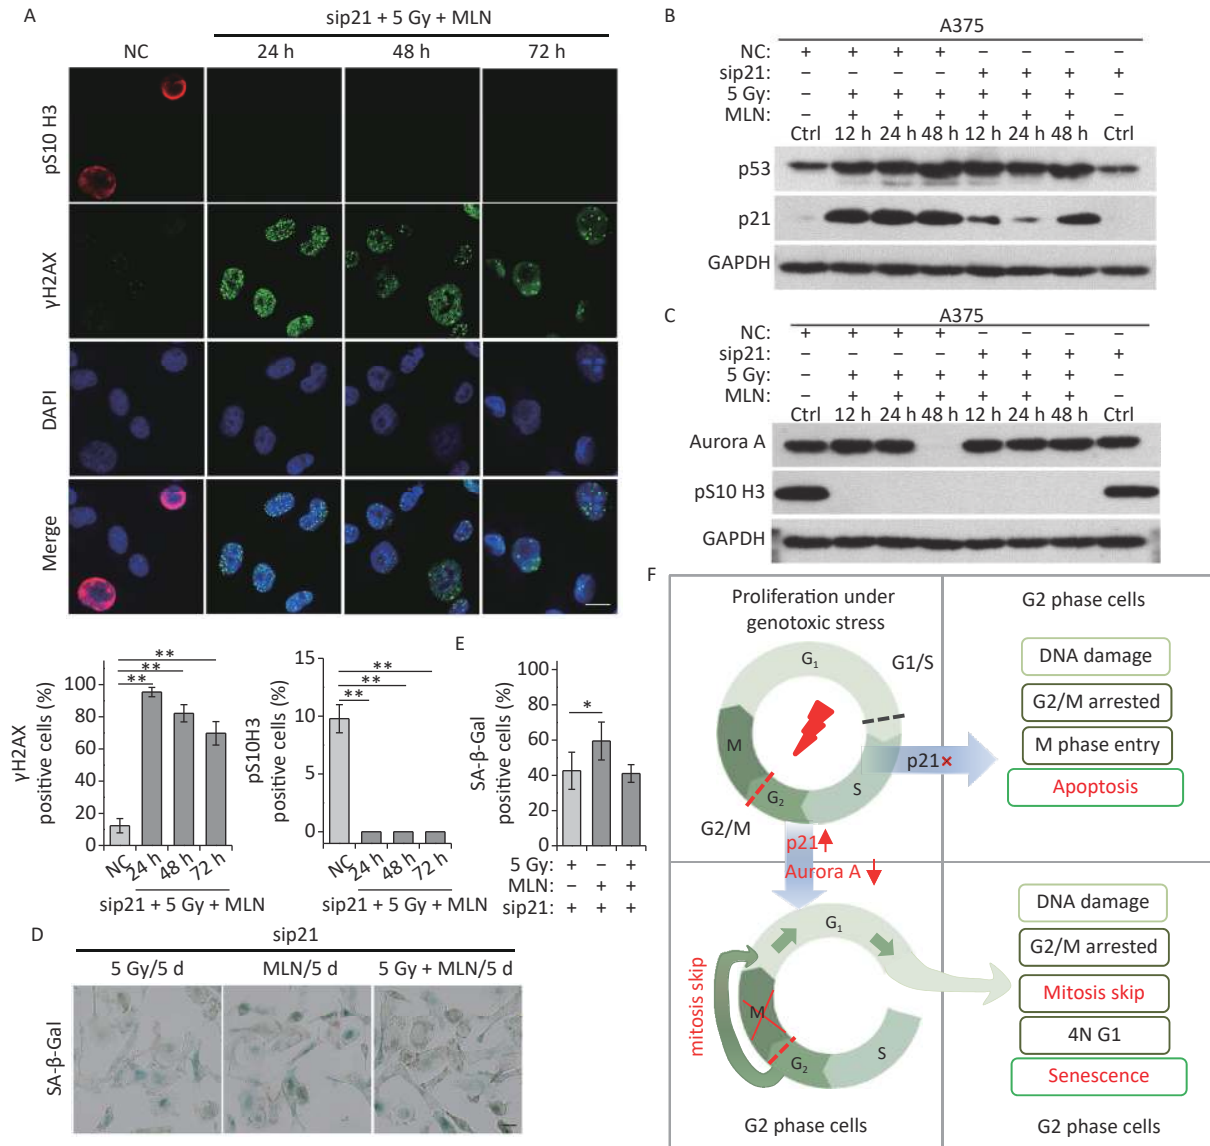 A
sip21 + 5 Gy + MLN
NC 24 h 48 h 72 h
pS10 H3
γH2AX
DAPI
Merge
B
A375
NC: + + + + – – – –
sip21: – – – – + + + +
5 Gy: – + + + + + + –
MLN: – + + + + + + –
Ctrl 12 h 24 h 48 h 12 h 24 h 48 h Ctrl
p53
p21
GAPDH
C
A375
NC: + + + + – – – –
sip21: – – – – + + + +
5 Gy: – + + + + + + –
MLN: – + + + + + + –
Ctrl 12 h 24 h 48 h 12 h 24 h 48 h Ctrl
Aurora A
pS10 H3
GAPDH
γH2AX
positive cells (%)
100
80
60
40
20
0
**
**
**
NC 24 h 48 h 72 h
sip21 + 5 Gy + MLN
pS10H3
positive cells (%)
15
10
5
0
**
**
**
NC 24 h 48 h 72 h
sip21 + 5 Gy + MLN
E
SA-β-Gal
positive cells (%)
100
80
60
40
20
0
*
5 Gy: + – +
MLN: – + +
sip21: + + +
D
sip21
5 Gy/5 d MLN/5 d 5 Gy + MLN/5 d
SA-β-Gal
F
Proliferation under
genotoxic stress
G1
G1/S
M
S
G2
G2/M
p21×
G2 phase cells
DNA damage
G2/M arrested
M phase entry
Apoptosis
p21
Aurora A
mitosis skip
G1
M
G2
S
G2 phase cells
DNA damage
G2/M arrested
Mitosis skip
4N G1
Senescence
G2 phase cells